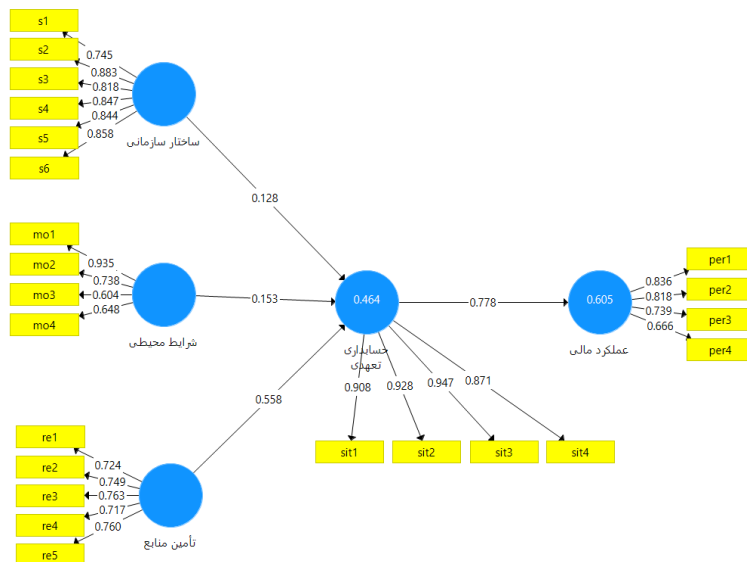 s1
s2
s3
s4
s5
s6
0.745
0.883
0.818
0.847
0.844
0.858
ساختار سازمانی
0.128
mo1
mo2
mo3
mo4
0.935
0.738
0.604
0.648
شرایط محیطی
0.153
0.464
حسابداری
تعهدی
0.778
0.605
عملکرد مالی
0.836
0.818
0.739
0.666
per1
per2
per3
per4
0.908
0.928
0.947
0.871
sit1
sit2
sit3
sit4
0.558
re1
re2
re3
re4
re5
0.724
0.749
0.763
0.717
0.760
تأمین منابع